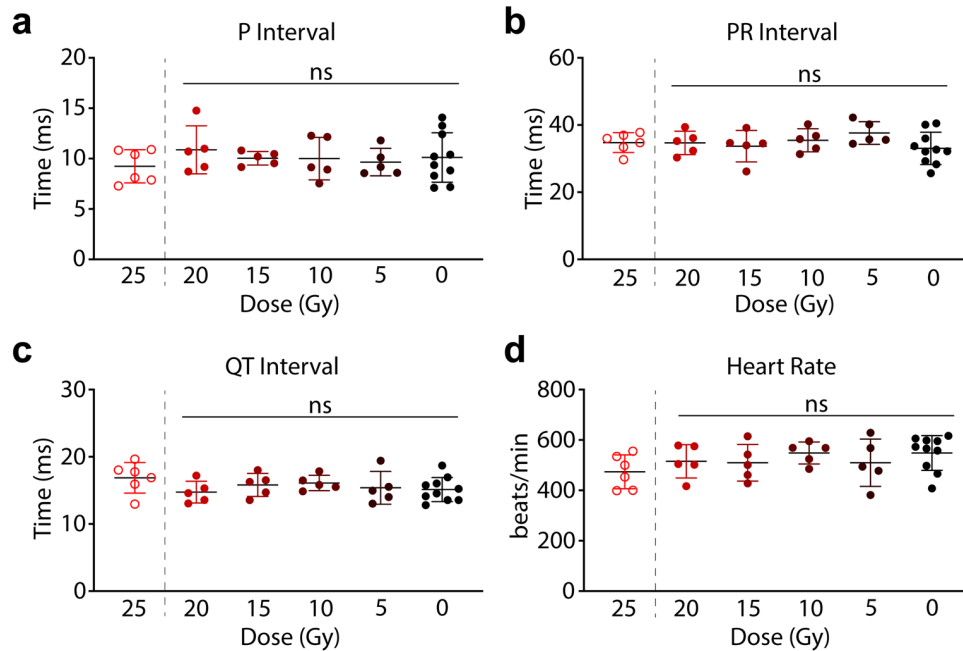 a
P Interval
20
15
10
5
0
Time (ms)
ns
25 20 15 10 5 0
Dose (Gy)
b
PR Interval
60
40
20
0
Time (ms)
ns
25 20 15 10 5 0
Dose (Gy)
c
QT Interval
30
20
10
0
Time (ms)
ns
25 20 15 10 5 0
Dose (Gy)
d
Heart Rate
800
600
400
200
0
beats/min
ns
25 20 15 10 5 0
Dose (Gy)